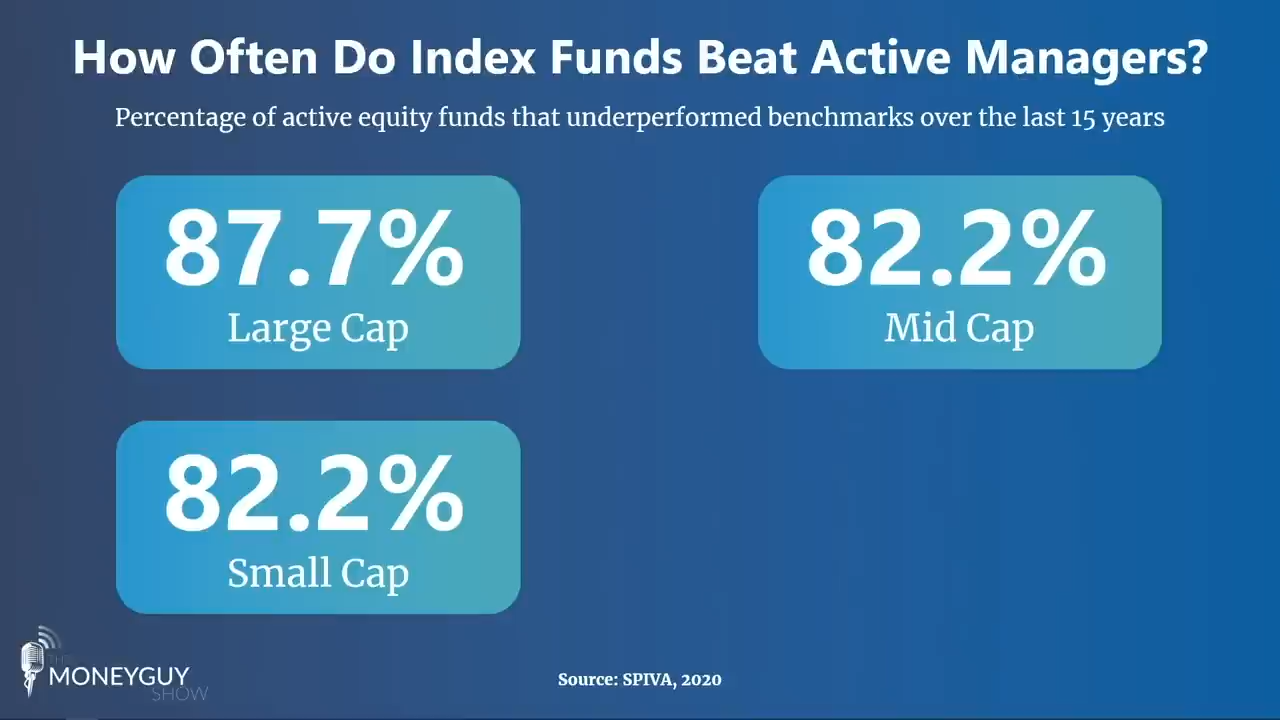 How Often Do Index Funds Beat Active Managers?
Percentage of active equity funds that underperformed benchmarks over the last 15 years
87.7%
Large Cap
82.2%
Mid Cap
82.2%
Small Cap
THE
MONEYGUY
SHOW
Source: SPIVA, 2020